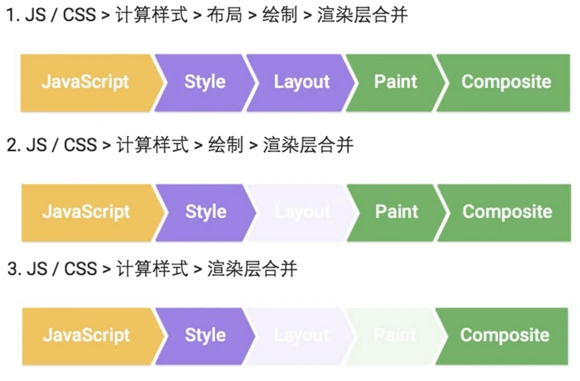 1. JS / CSS > 计算样式 > 布局 > 绘制 > 渲染层合并
JavaScript Style Layout Paint Composite
2. JS / CSS > 计算样式 > 绘制 > 渲染层合并
JavaScript Style Layout Paint Composite
3. JS / CSS > 计算样式 > 渲染层合并
JavaScript Style Layout Paint Composite